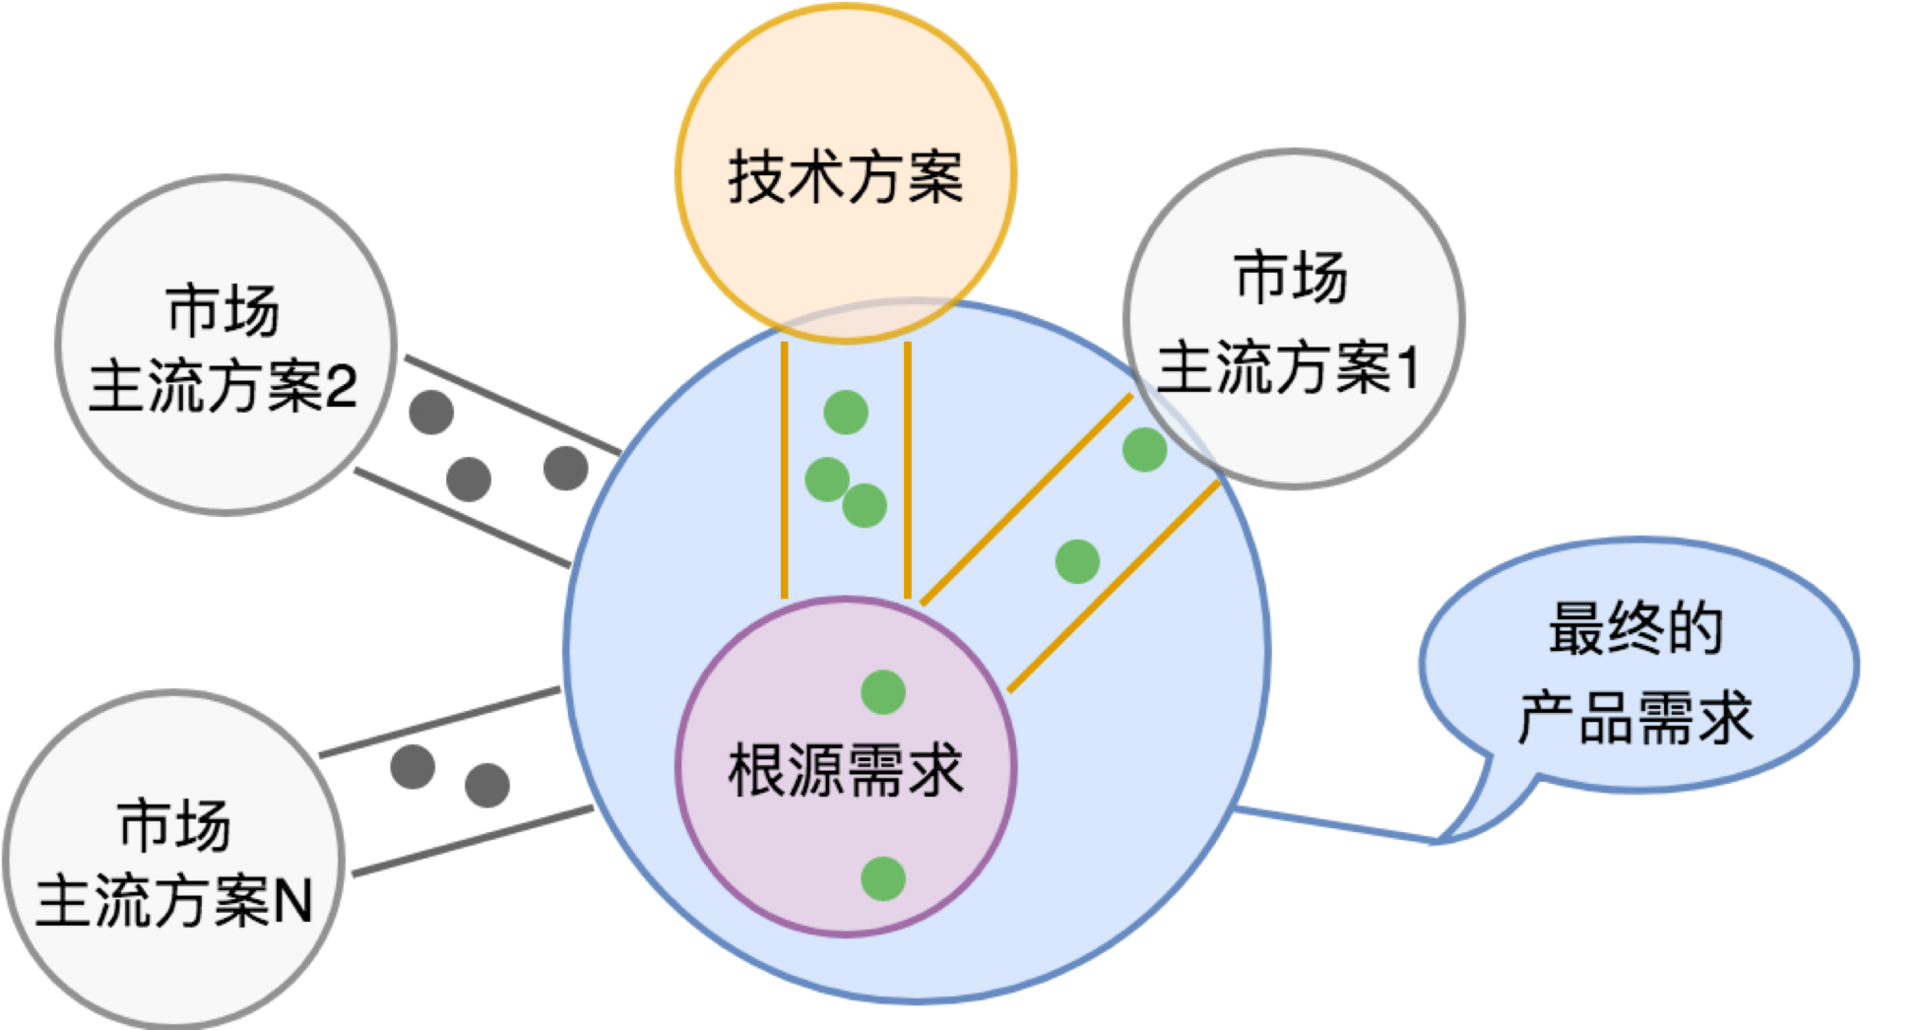 技术方案
市场
主流方案1
市场
主流方案2
最终的
产品需求
根源需求
市场
主流方案N